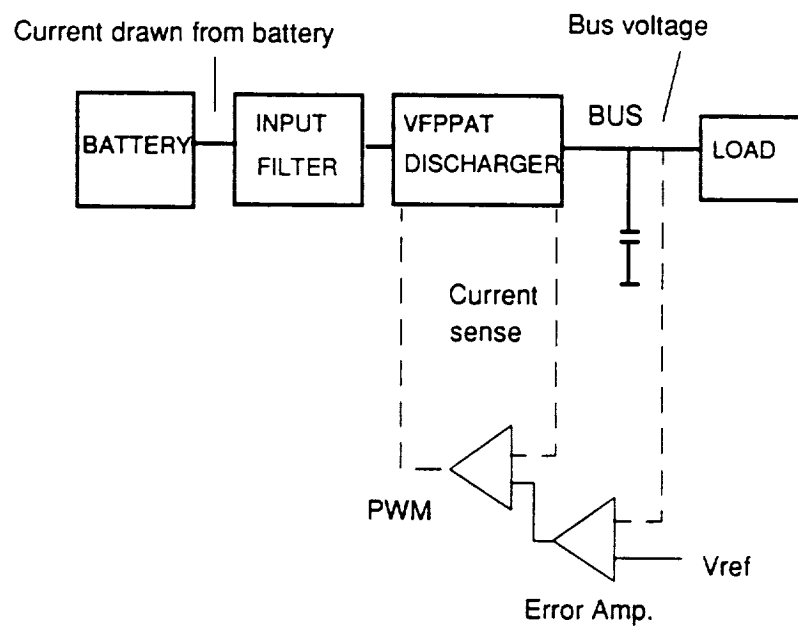 Current drawn from battery
Bus voltage
BATTERY
INPUT
FILTER
VFPPAT
DISCHARGER
BUS
LOAD
Current
sense
PWM
Vref
Error Amp.